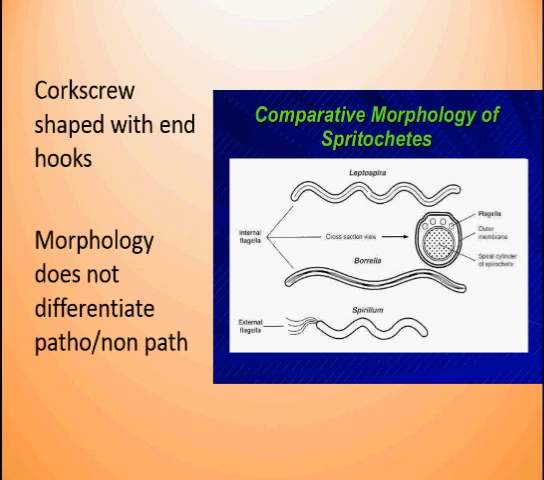 Corkscrew
shaped with end
hooks
Morphology
does not
differentiate
patho/non path
Comparative Morphology of
Spritochetes
Leptospira
Internal
flagella
Cross section view
Flagella
Outer
membrane
Spiral cylinder
of spirochete
Borrelia
Spirillum
External
flagella